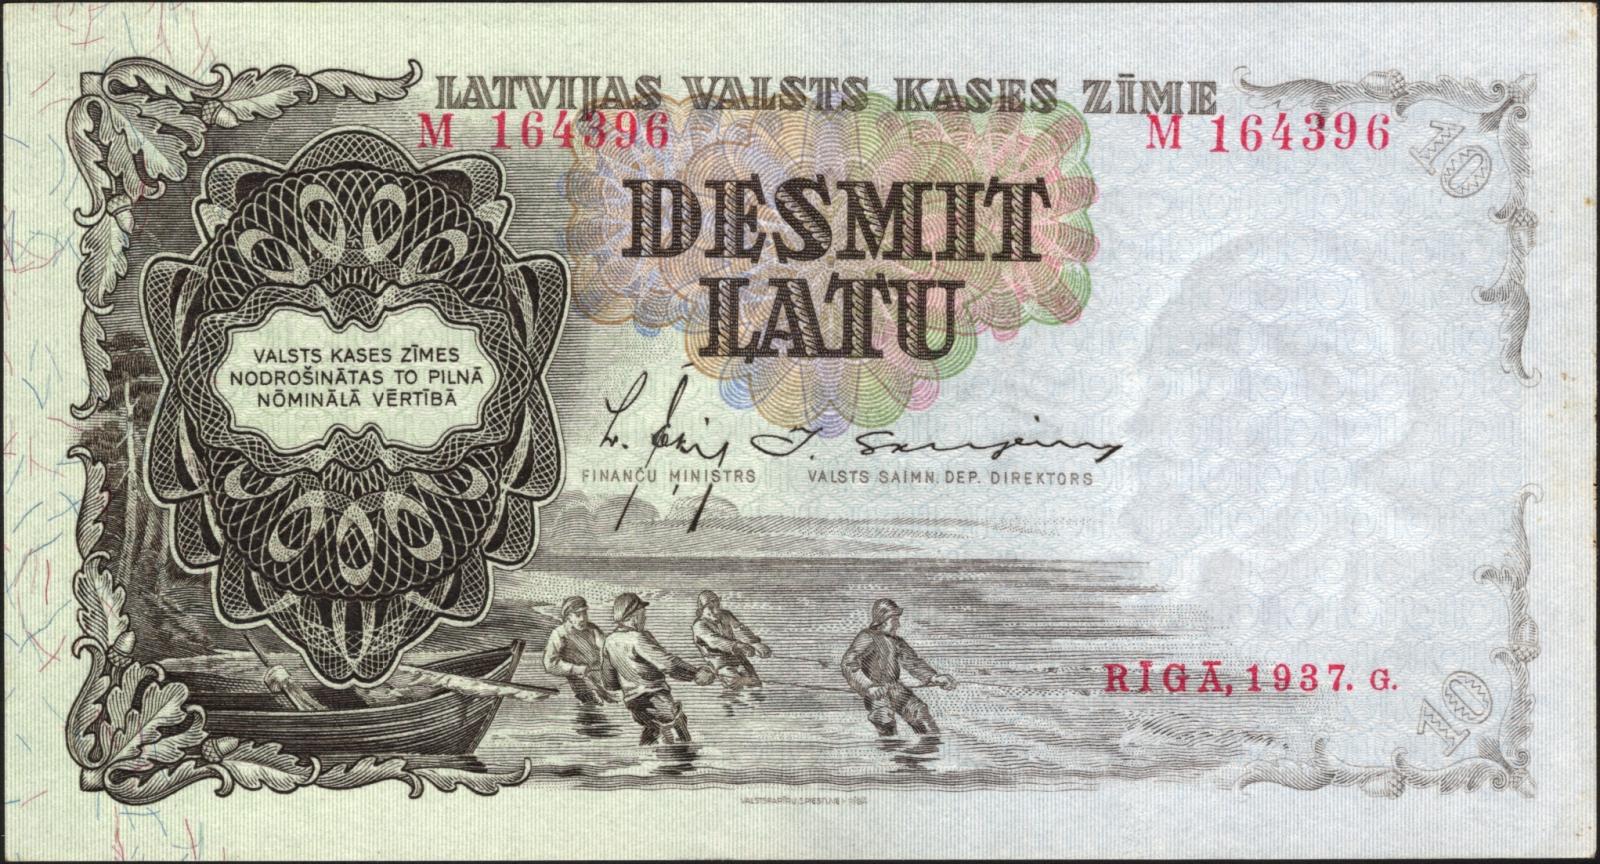 LATVIJAS VALSTS KASES ZĪME
M 164396
M 164396
10
DESMIT
LATU
VALSTS KASES ZĪMES
NODROŠINĀTAS TO PILNĀ
NŌMINĀLĀ VĒRTĪBĀ
FINANČU MINISTRS
VALSTS SAIMN. DEP. DIREKTORS
RĪGĀ, 1937. G.
10